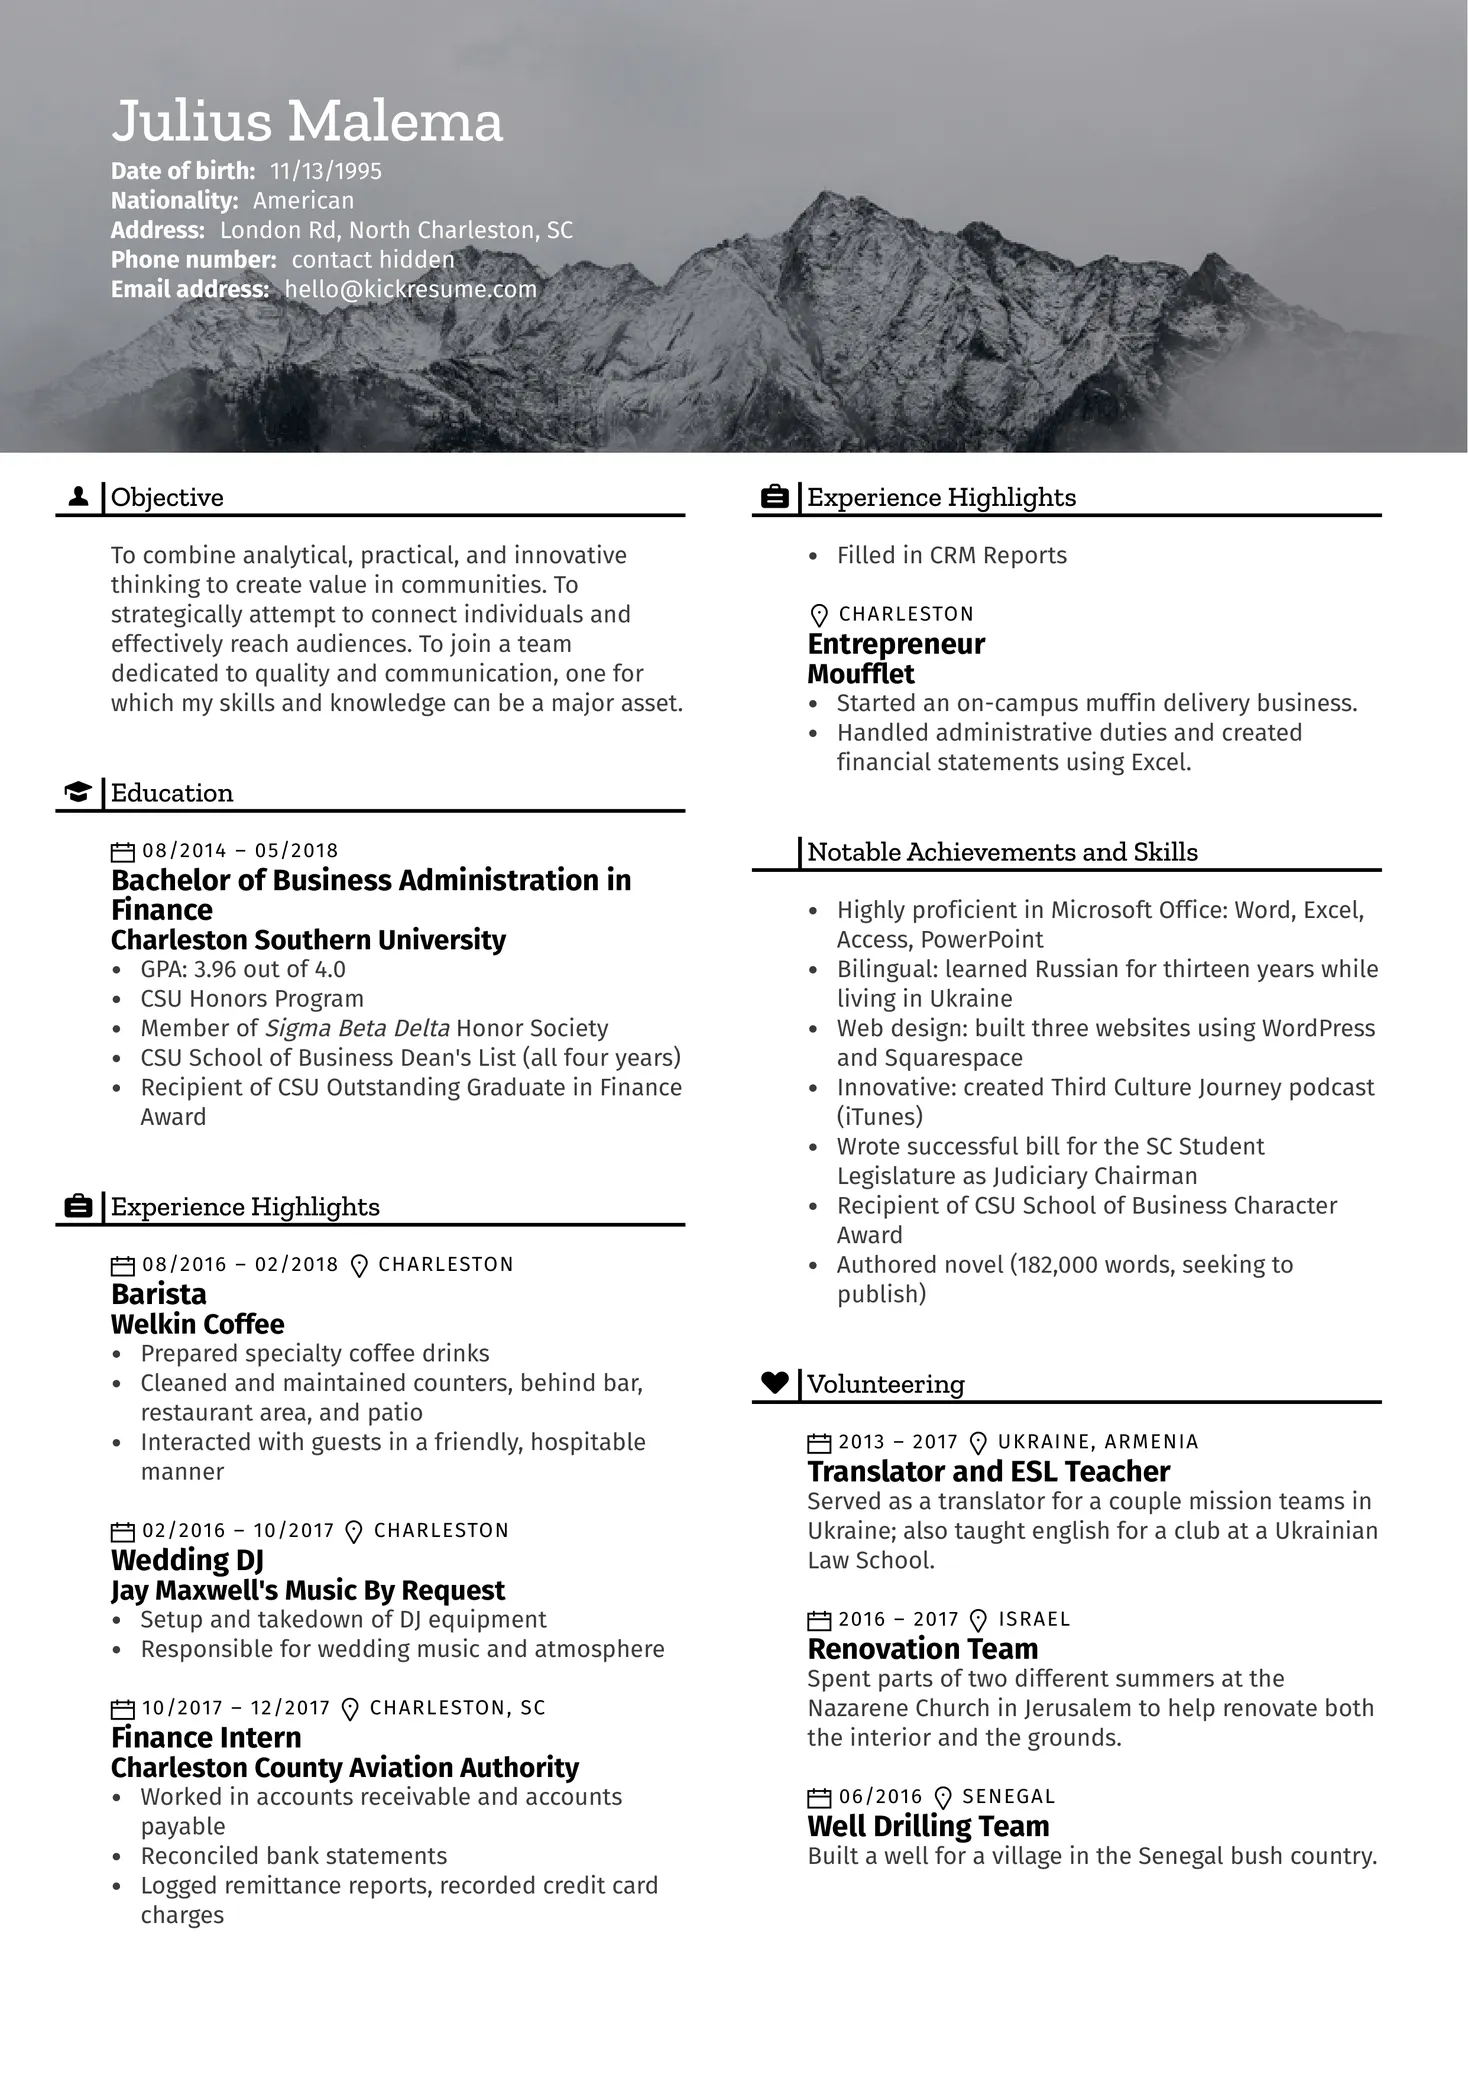 Julius Malema
Date of birth: 11/13/1995
Nationality: American
Address: London Rd, North Charleston, SC
Phone number: contact hidden
Email address: hello@kickresume.com
Objective
To combine analytical, practical, and innovative
thinking to create value in communities. To
strategically attempt to connect individuals and
effectively reach audiences. To join a team
dedicated to quality and communication, one for
which my skills and knowledge can be a major asset.
Education
08/2014 – 05/2018
Bachelor of Business Administration in
Finance
Charleston Southern University
• GPA: 3.96 out of 4.0
• CSU Honors Program
• Member of Sigma Beta Delta Honor Society
• CSU School of Business Dean's List (all four years)
• Recipient of CSU Outstanding Graduate in Finance
Award
Experience Highlights
08/2016 – 02/2018 CHARLESTON
Barista
Welkin Coffee
• Prepared specialty coffee drinks
• Cleaned and maintained counters, behind bar,
restaurant area, and patio
• Interacted with guests in a friendly, hospitable
manner
02/2016 – 10/2017 CHARLESTON
Wedding DJ
Jay Maxwell's Music By Request
• Setup and takedown of DJ equipment
• Responsible for wedding music and atmosphere
10/2017 – 12/2017 CHARLESTON, SC
Finance Intern
Charleston County Aviation Authority
• Worked in accounts receivable and accounts
payable
• Reconciled bank statements
• Logged remittance reports, recorded credit card
charges
Experience Highlights
• Filled in CRM Reports
CHARLESTON
Entrepreneur
Moufflet
• Started an on-campus muffin delivery business.
• Handled administrative duties and created
financial statements using Excel.
Notable Achievements and Skills
• Highly proficient in Microsoft Office: Word, Excel,
Access, PowerPoint
• Bilingual: learned Russian for thirteen years while
living in Ukraine
• Web design: built three websites using WordPress
and Squarespace
• Innovative: created Third Culture Journey podcast
(iTunes)
• Wrote successful bill for the SC Student
Legislature as Judiciary Chairman
• Recipient of CSU School of Business Character
Award
• Authored novel (182,000 words, seeking to
publish)
Volunteering
2013 – 2017 UKRAINE, ARMENIA
Translator and ESL Teacher
Served as a translator for a couple mission teams in
Ukraine; also taught english for a club at a Ukrainian
Law School.
2016 – 2017 ISRAEL
Renovation Team
Spent parts of two different summers at the
Nazarene Church in Jerusalem to help renovate both
the interior and the grounds.
06/2016 SENEGAL
Well Drilling Team
Built a well for a village in the Senegal bush country.